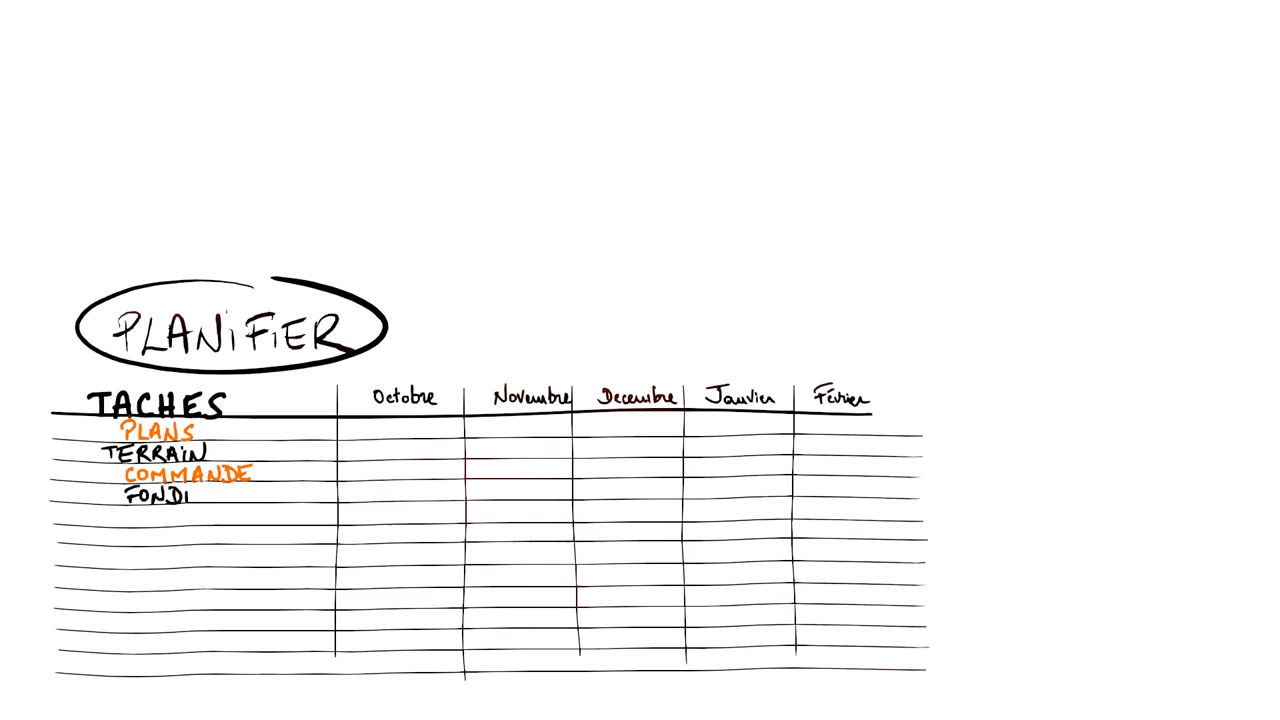 PLANiFiER
TACHES Octobre Novembre Decembre Janvier Février
PLANS
TERRAiN
COMMANDE
FONDI